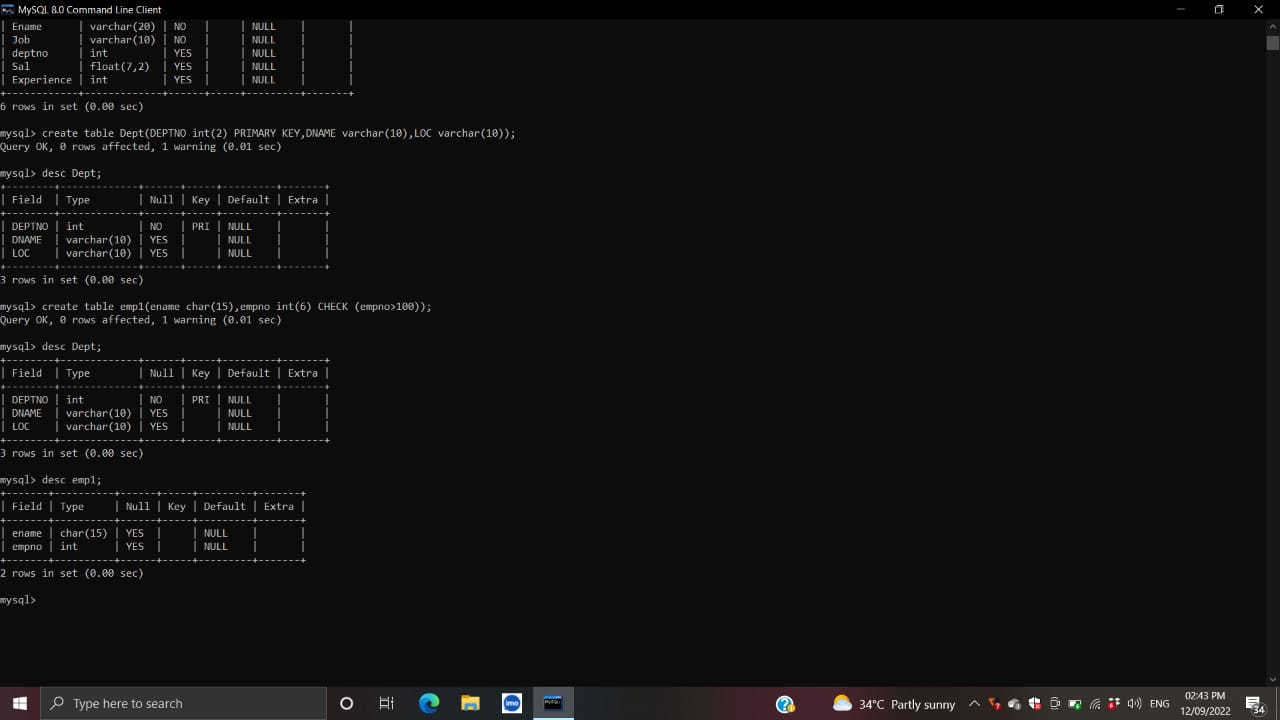 MySQL 8.0 Command Line Client
| Ename      | varchar(20) | NO   |     | NULL    |       |
| Job        | varchar(10) | NO   |     | NULL    |       |
| deptno     | int         | YES  |     | NULL    |       |
| Sal        | float(7,2)  | YES  |     | NULL    |       |
| Experience | int         | YES  |     | NULL    |       |
+------------+-------------+------+-----+---------+-------+
6 rows in set (0.00 sec)
mysql> create table Dept(DEPTNO int(2) PRIMARY KEY,DNAME varchar(10),LOC varchar(10));
Query OK, 0 rows affected, 1 warning (0.01 sec)
mysql> desc Dept;
+--------+-------------+------+-----+---------+-------+
| Field  | Type        | Null | Key | Default | Extra |
+--------+-------------+------+-----+---------+-------+
| DEPTNO | int         | NO   | PRI | NULL    |       |
| DNAME  | varchar(10) | YES  |     | NULL    |       |
| LOC    | varchar(10) | YES  |     | NULL    |       |
+--------+-------------+------+-----+---------+-------+
3 rows in set (0.00 sec)
mysql> create table emp1(ename char(15),empno int(6) CHECK (empno>100));
Query OK, 0 rows affected, 1 warning (0.01 sec)
mysql> desc Dept;
+--------+-------------+------+-----+---------+-------+
| Field  | Type        | Null | Key | Default | Extra |
+--------+-------------+------+-----+---------+-------+
| DEPTNO | int         | NO   | PRI | NULL    |       |
| DNAME  | varchar(10) | YES  |     | NULL    |       |
| LOC    | varchar(10) | YES  |     | NULL    |       |
+--------+-------------+------+-----+---------+-------+
3 rows in set (0.00 sec)
mysql> desc emp1;
+-------+----------+------+-----+---------+-------+
| Field | Type     | Null | Key | Default | Extra |
+-------+----------+------+-----+---------+-------+
| ename | char(15) | YES  |     | NULL    |       |
| empno | int      | YES  |     | NULL    |       |
+-------+----------+------+-----+---------+-------+
2 rows in set (0.00 sec)
mysql>
Type here to search
imo
MySQL
34°C Partly sunny
ENG
02:43 PM
12/09/2022
34